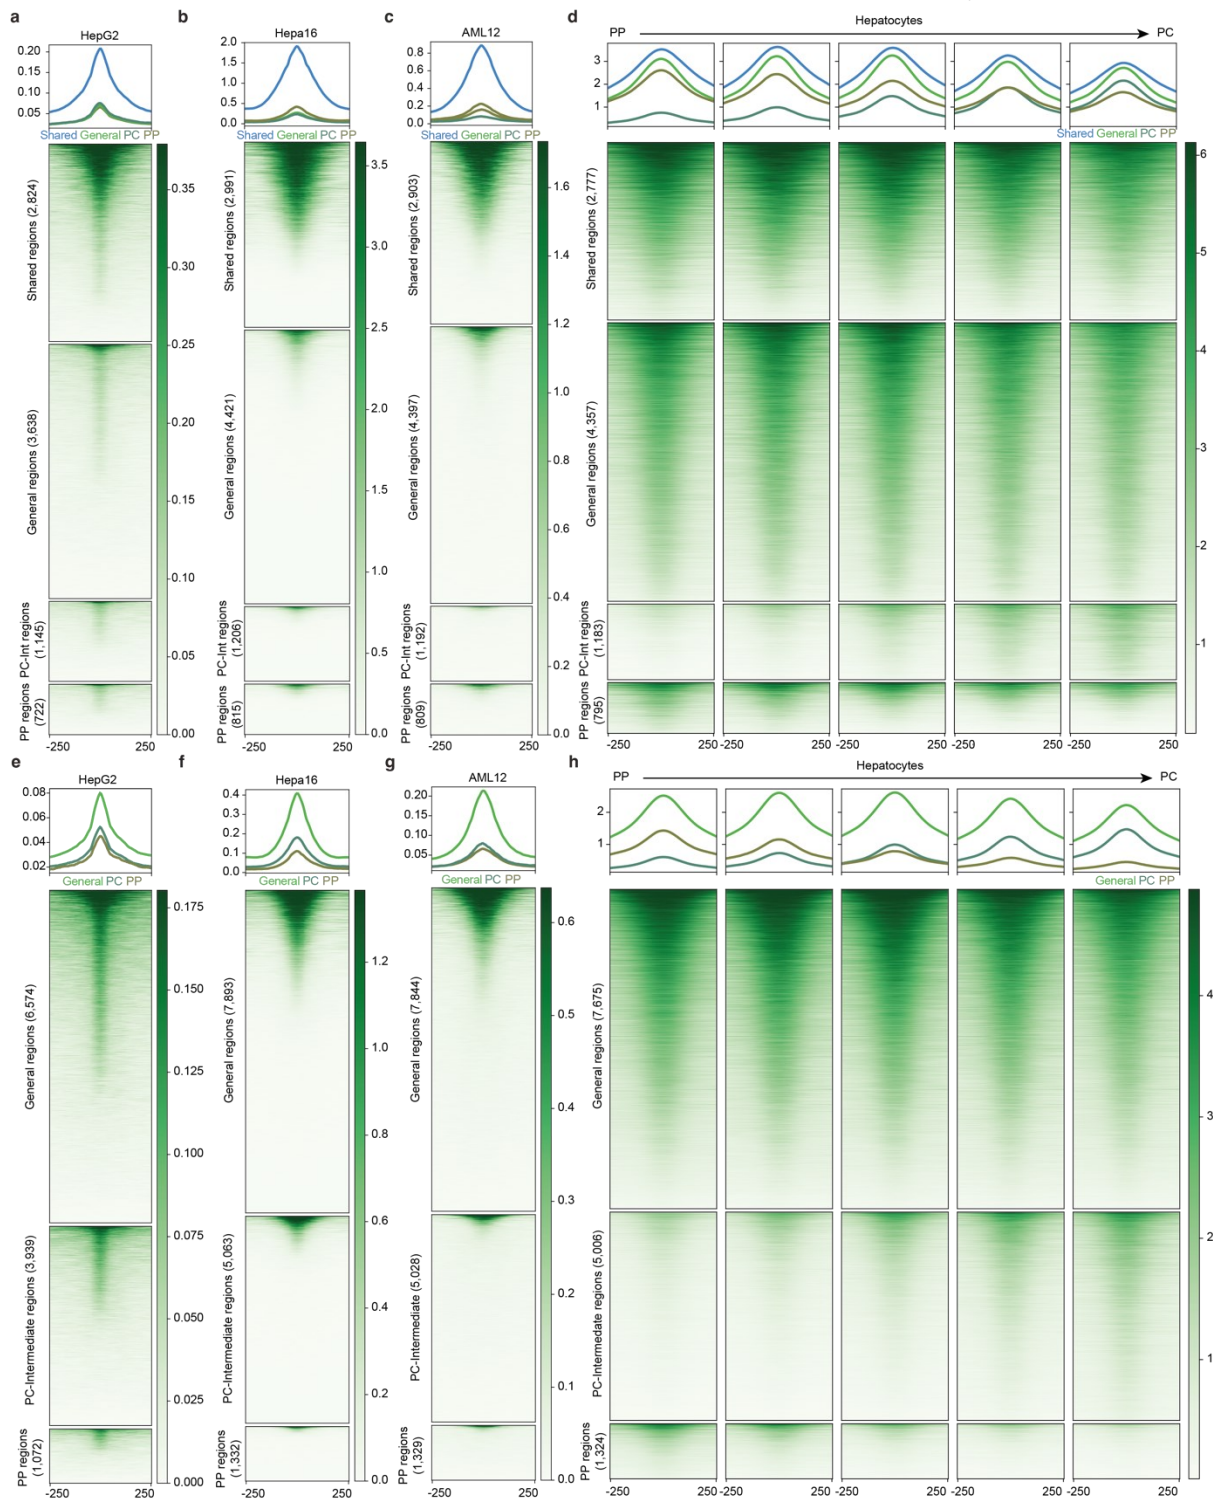 a
HepG2
0.20
0.15
0.10
0.05
Shared General PC PP
Shared regions (2,824)
General regions (3,638)
PC-Int regions
(1,145)
PP regions
(722)
0.35
0.30
0.25
0.20
0.15
0.10
0.05
0.00
-250
250
b
Hepa16
2.0
1.5
1.0
0.5
0.0
Shared General PC PP
Shared regions (2,991)
General regions (4,421)
PC-Int regions
(1,206)
PP regions
(815)
3.5
3.0
2.5
2.0
1.5
1.0
0.5
0.0
-250
250
c
AML12
0.8
0.6
0.4
0.2
0.0
Shared General PC PP
Shared regions (2,903)
General regions (4,397)
PC-Int regions
(1,192)
PP regions
(809)
1.6
1.4
1.2
1.0
0.8
0.6
0.4
0.2
0.0
-250
250
d
Hepatocytes
PP
PC
3
2
1
Shared General PC PP
Shared regions (2,777)
General regions (4,357)
PC-Int regions
(1,183)
PP regions
(795)
6
5
4
3
2
1
-250 250 -250 250 -250 250 -250 250 -250 250
e
HepG2
0.08
0.06
0.04
0.02
General PC PP
General regions (6,574)
PC-Intermediate regions (3,939)
PP regions
(1,072)
0.175
0.150
0.125
0.100
0.075
0.050
0.025
0.000
-250
250
f
Hepa16
0.4
0.3
0.2
0.1
0.0
General PC PP
General regions (7,893)
PC-Intermediate regions (5,063)
PP regions
(1,332)
1.2
1.0
0.8
0.6
0.4
0.2
0.0
-250
250
g
AML12
0.20
0.15
0.10
0.05
General PC PP
General regions (7,844)
PC-Intermediate (5,028)
PP regions
(1,329)
0.6
0.5
0.4
0.3
0.2
0.1
0.0
-250
250
h
Hepatocytes
PP
PC
2
1
General PC PP
General regions (7,675)
PC-Intermedate regions (5,006)
PP regions
(1,324)
4
3
2
1
-250 250 -250 250 -250 250 -250 250 -250 250